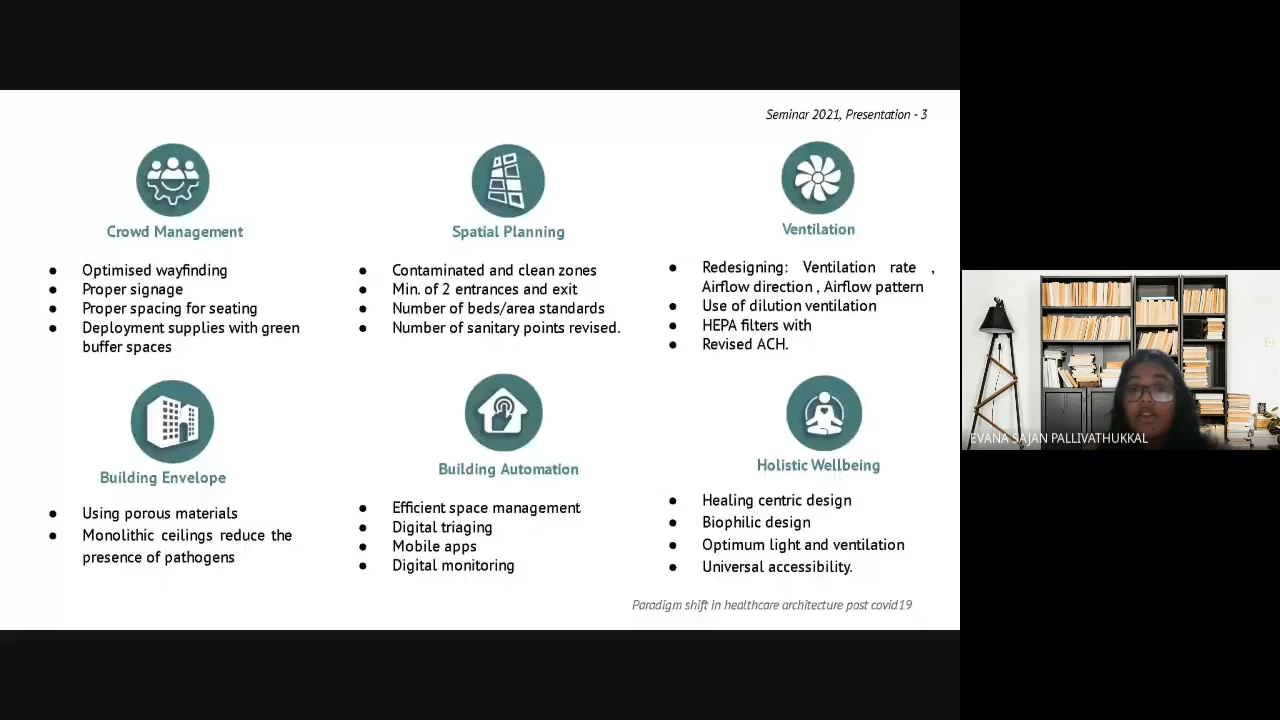 Seminar 2021, Presentation - 3
Crowd Management
● Optimised wayfinding
● Proper signage
● Proper spacing for seating
● Deployment supplies with green
buffer spaces
Spatial Planning
● Contaminated and clean zones
● Min. of 2 entrances and exit
● Number of beds/area standards
● Number of sanitary points revised.
Ventilation
● Redesigning: Ventilation rate ,
Airflow direction , Airflow pattern
● Use of dilution ventilation
● HEPA filters with
● Revised ACH.
Building Envelope
● Using porous materials
● Monolithic ceilings reduce the
presence of pathogens
Building Automation
● Efficient space management
● Digital triaging
● Mobile apps
● Digital monitoring
Holistic Wellbeing
● Healing centric design
● Biophilic design
● Optimum light and ventilation
● Universal accessibility.
Paradigm shift in healthcare architecture post covid19
EVANA SAJAN PALLIVATHUKKAL